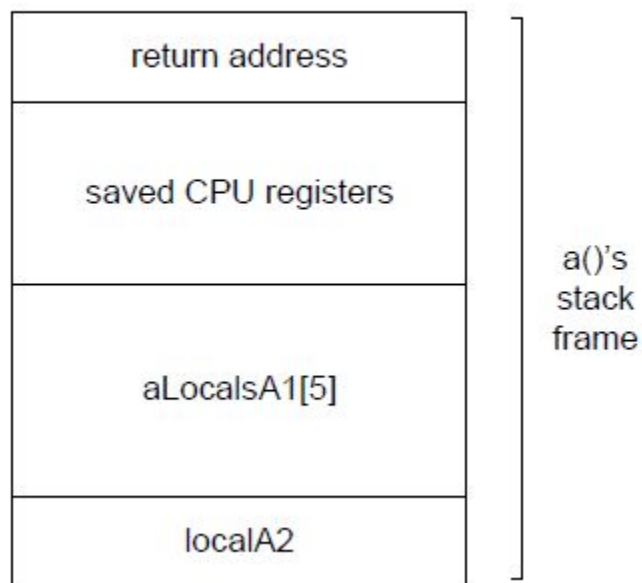 return address
saved CPU registers
aLocalsA1[5]
localA2
a()'s
stack
frame